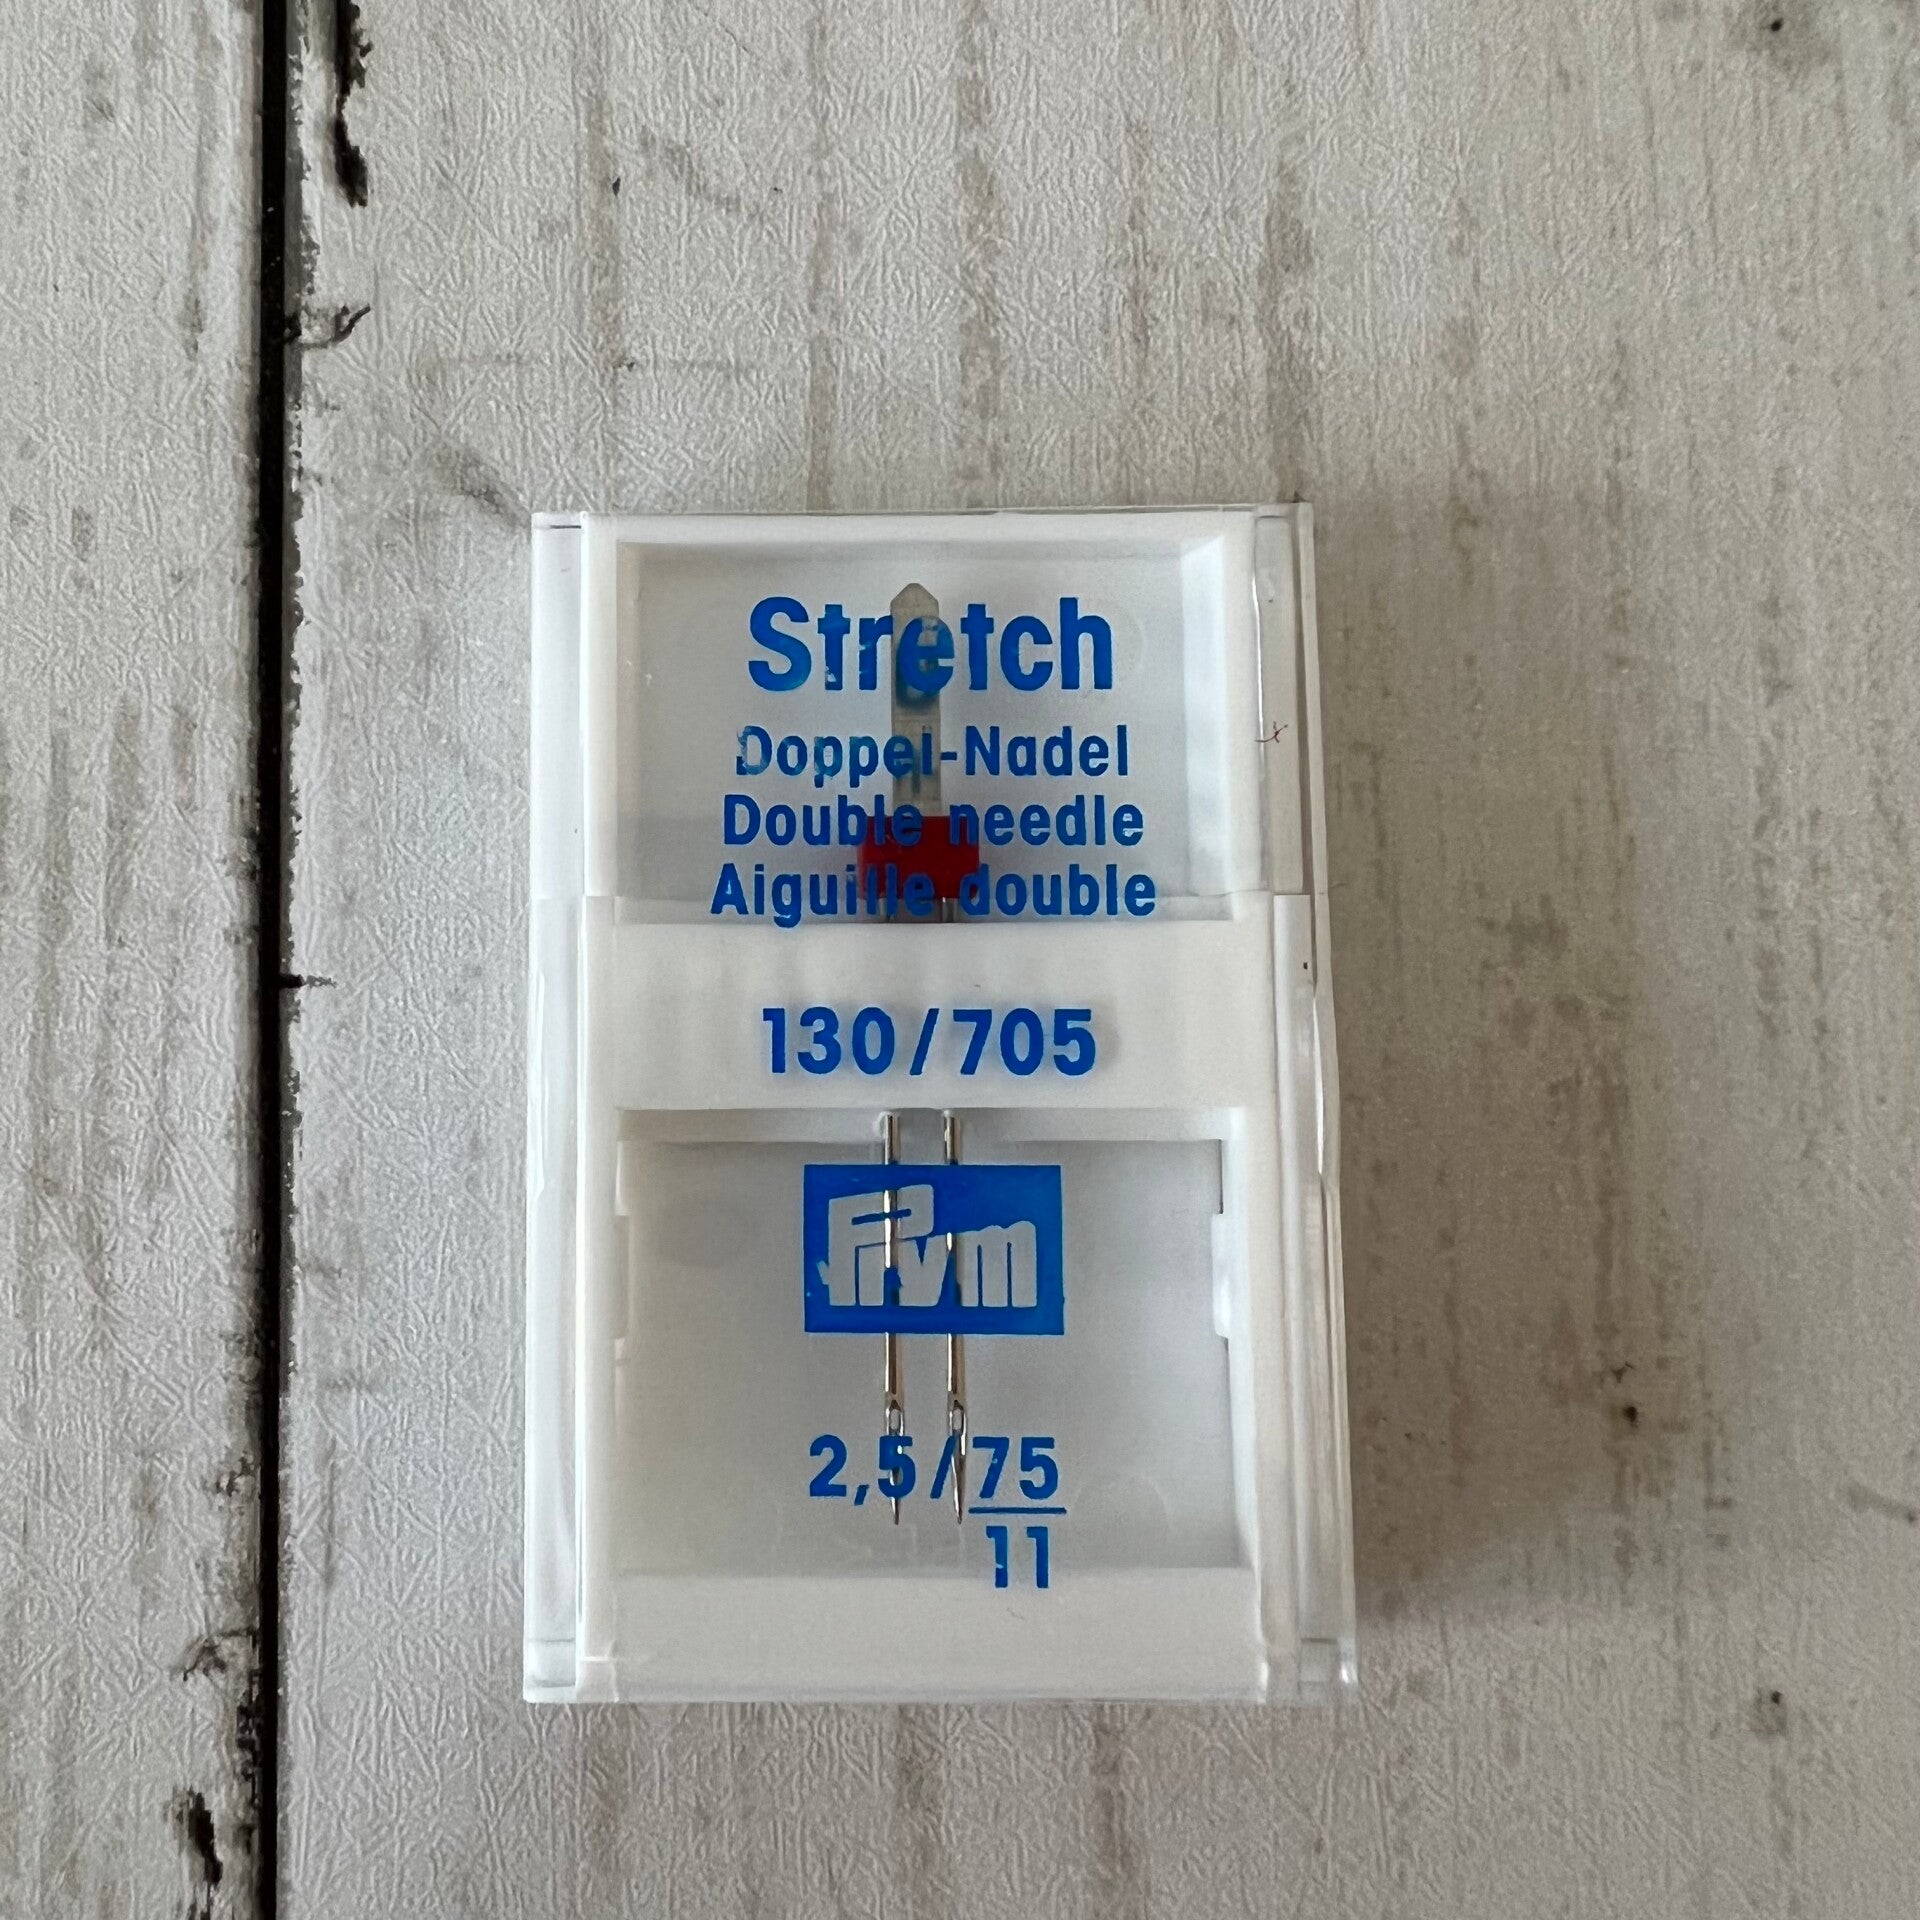 Stretch
Doppel-Nadel
Double needle
Aiguille double
130/705
Prym
2,5/75
11